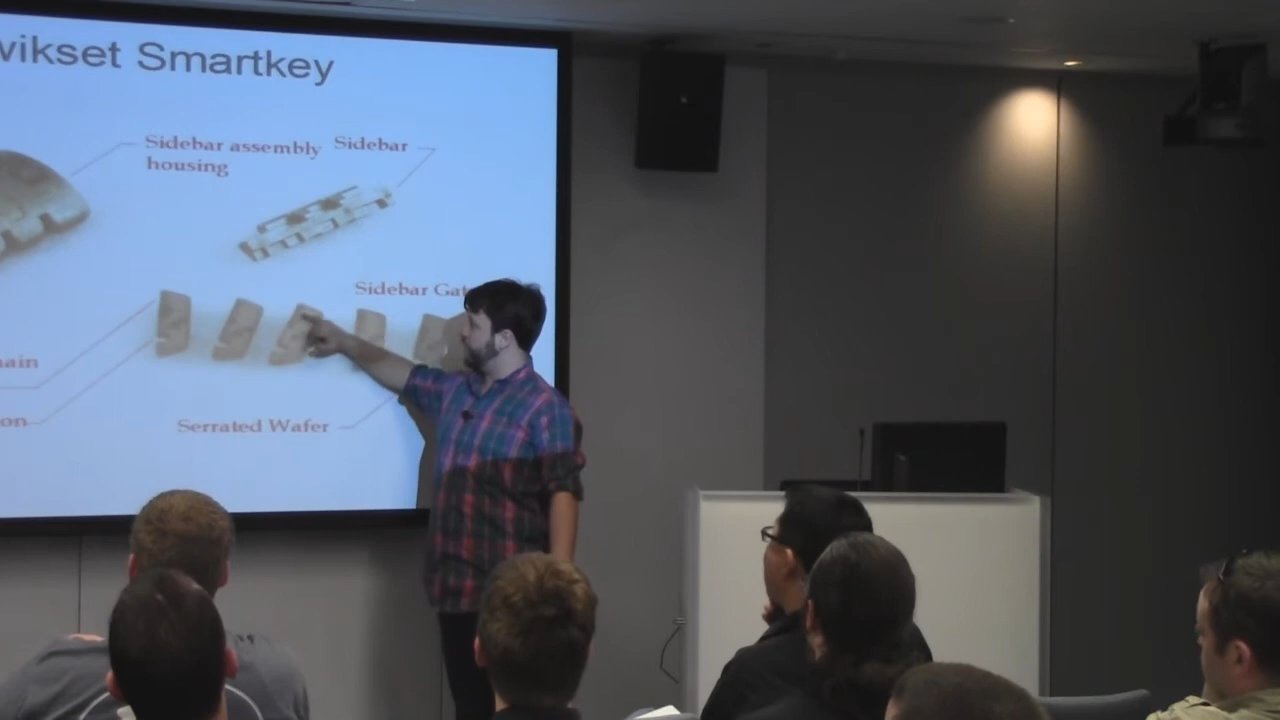 wikset Smartkey
Sidebar assembly
housing
Sidebar
Sidebar Gat
ain
on
Serrated Wafer